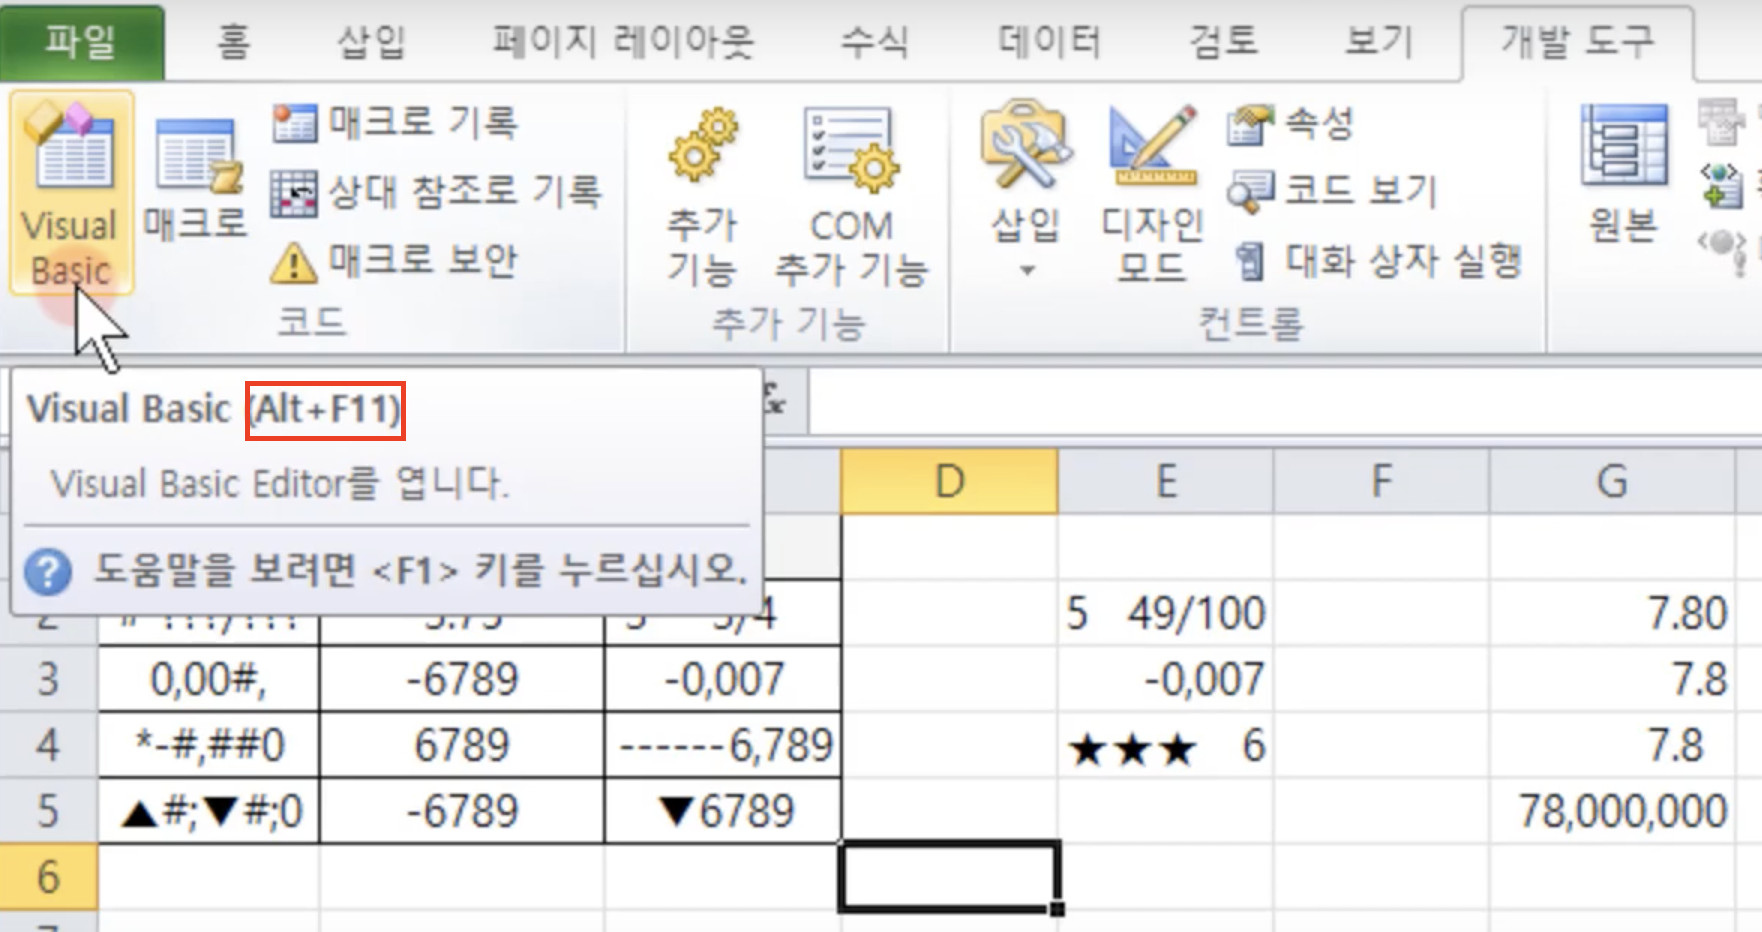 파일 홈 삽입 페이지 레이아웃 수식 데이터 검토 보기 개발 도구
Visual
Basic
매크로
매크로 기록
상대 참조로 기록
매크로 보안
코드
추가
기능
COM
추가 기능
추가 기능
삽입
디자인
모드
속성
코드 보기
대화 상자 실행
컨트롤
원본
Visual Basic (Alt+F11)
Visual Basic Editor를 엽니다.
도움말을 보려면 <F1> 키를 누르십시오.
D E F G
5 49/100 7.80
3 0,00#, -6789 -0,007 -0,007 7.8
4 *-#,##0 6789 ------6,789 ★★★ 6 7.8
5 ▲#;▼#;0 -6789 ▼6789 78,000,000
6